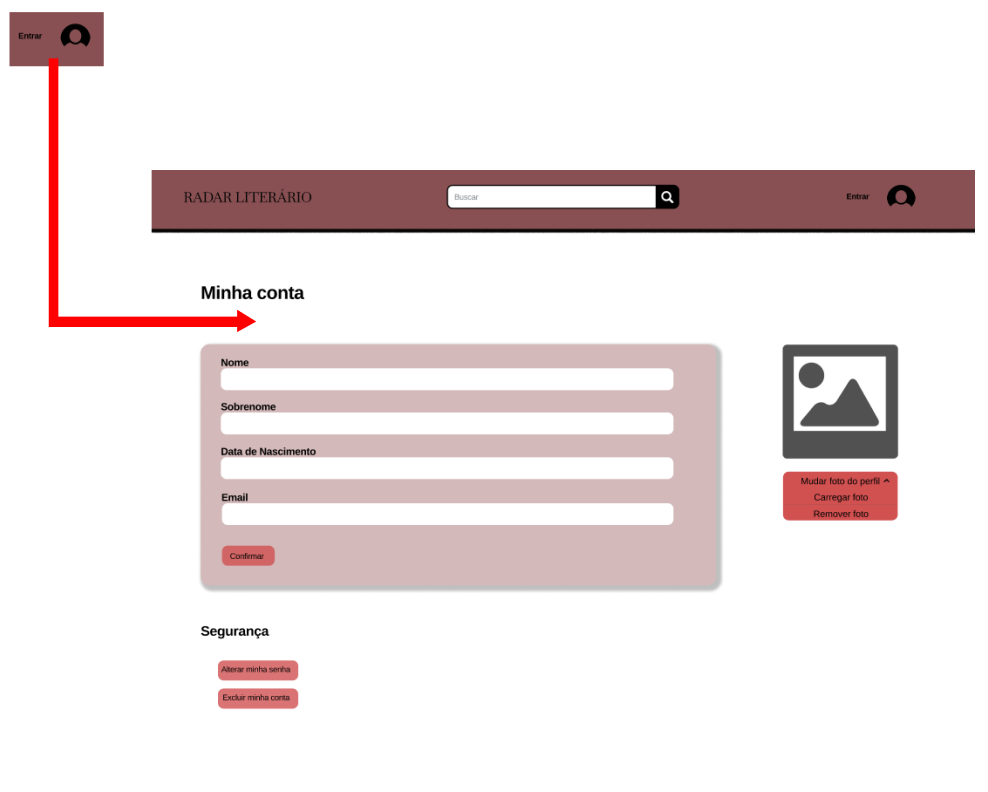 Entrar
RADAR LITERÁRIO
Buscar
Entrar
Minha conta
Nome
Sobrenome
Data de Nascimento
Email
Confirmar
Mudar foto do perfil
Carregar foto
Remover foto
Segurança
Alterar minha senha
Excluir minha conta